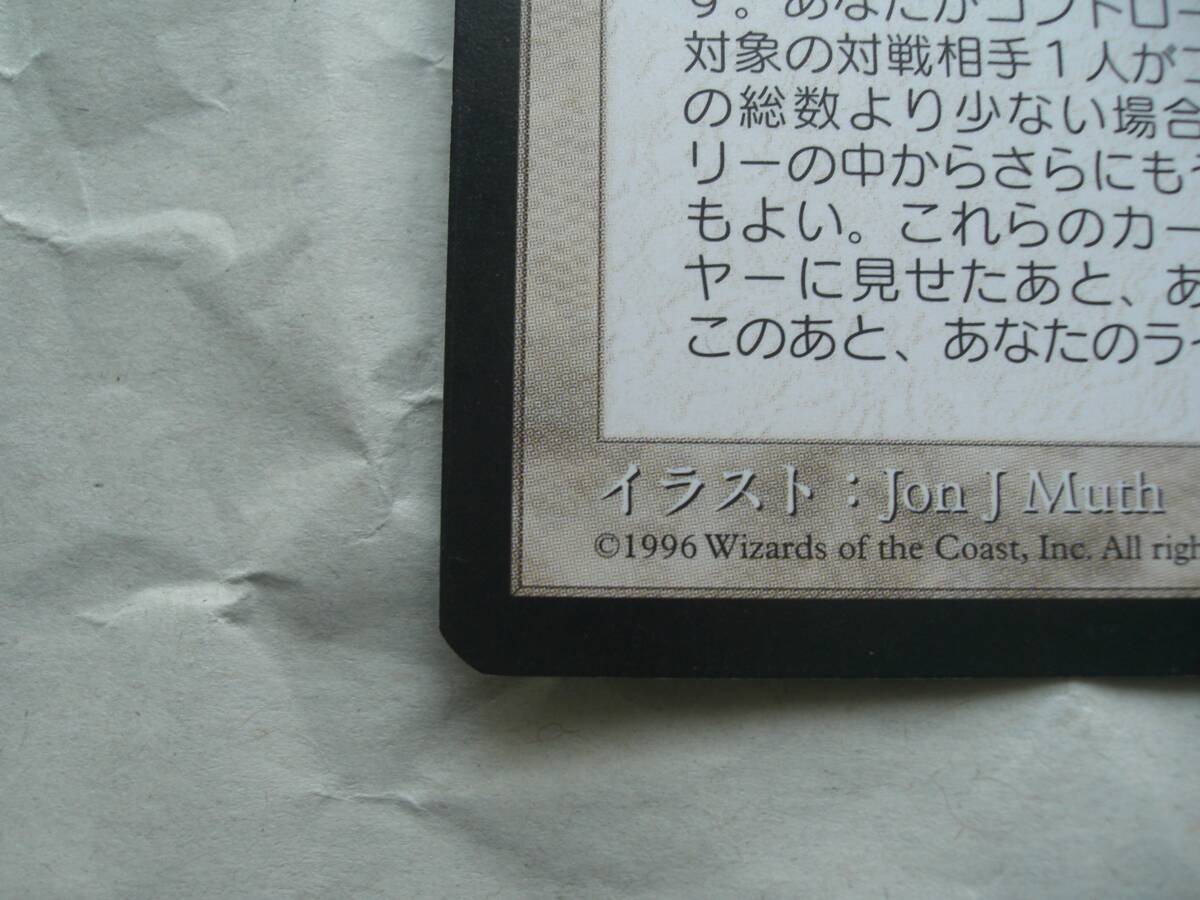 す。あなたがコントロー
対象の対戦相手1人がコ
の総数より少ない場合
リーの中からさらにもう
もよい。これらのカー
ヤーに見せたあと、あ
このあと、あなたのライ
イラスト：Jon J Muth
©1996 Wizards of the Coast, Inc. All righ